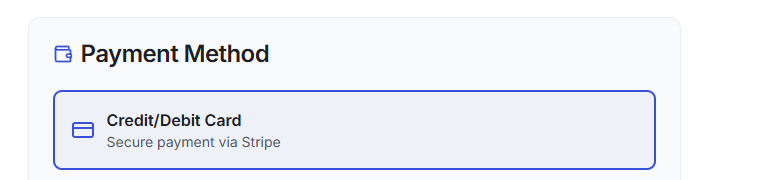 Payment Method
Credit/Debit Card
Secure payment via Stripe